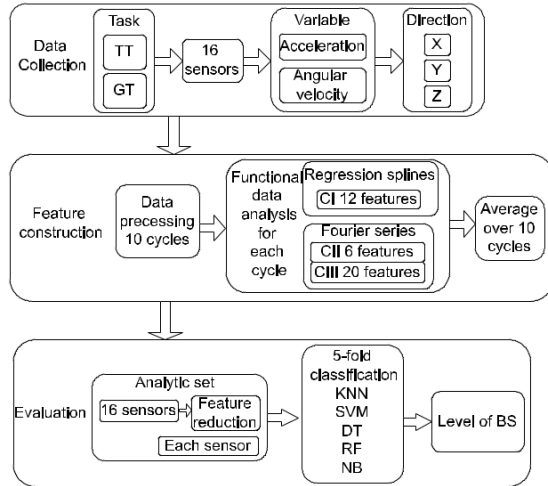 Data
Collection
Task
TT
GT
16
sensors
Variable
Acceleration
Angular
velocity
Direction
X
Y
Z
Feature
construction
Data
precessing
10 cycles
Functional
data
analysis
for
each
cycle
Regression splines
CI 12 features
Fourier series
CII 6 features
CIII 20 features
Average
over 10
cycles
Evaluation
Analytic set
16 sensors
Feature
reduction
Each sensor
5-fold
classification
KNN
SVM
DT
RF
NB
Level of BS